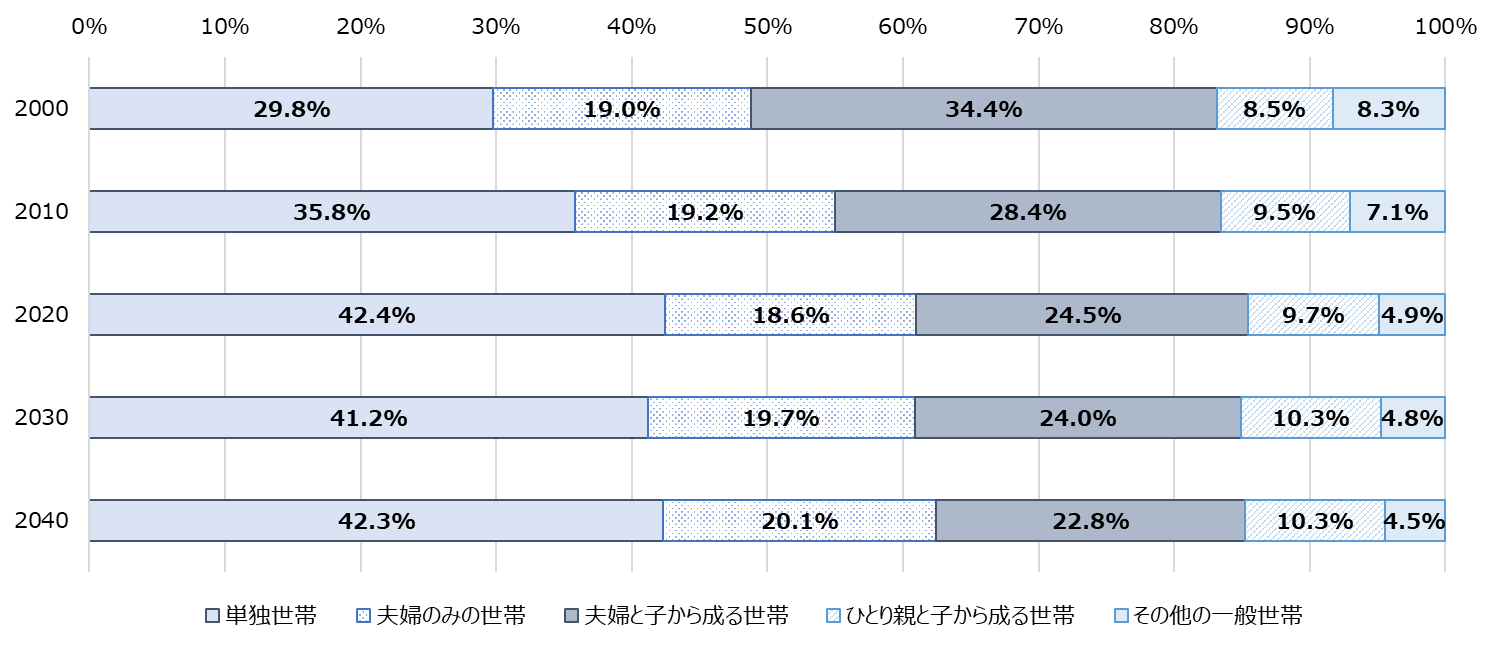 0% 10% 20% 30% 40% 50% 60% 70% 80% 90% 100%
2000 29.8% 19.0% 34.4% 8.5% 8.3%
2010 35.8% 19.2% 28.4% 9.5% 7.1%
2020 42.4% 18.6% 24.5% 9.7% 4.9%
2030 41.2% 19.7% 24.0% 10.3% 4.8%
2040 42.3% 20.1% 22.8% 10.3% 4.5%
単独世帯 夫婦のみの世帯 夫婦と子から成る世帯 ひとり親と子から成る世帯 その他の一般世帯